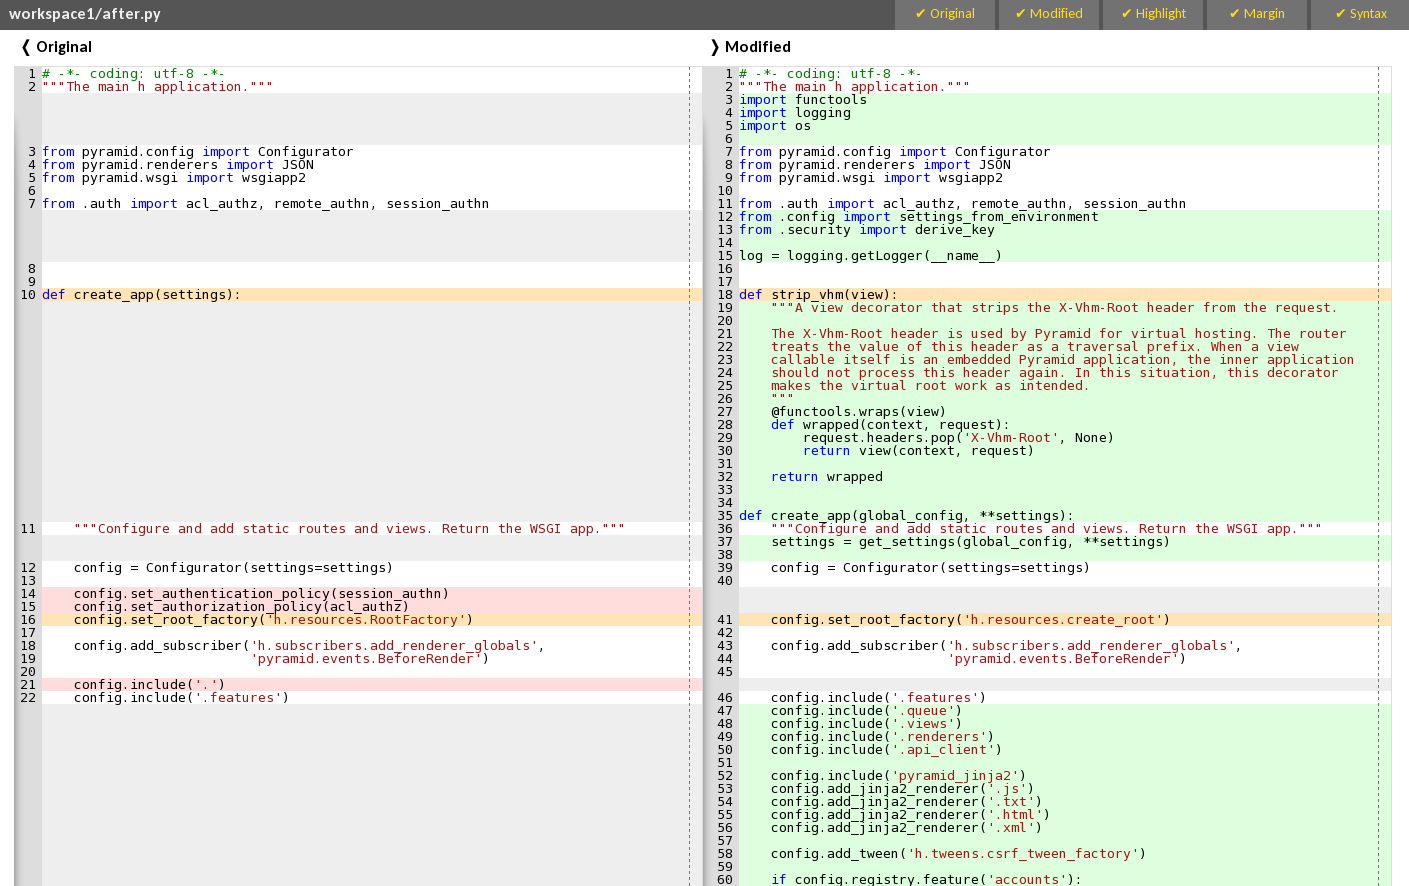 workspace1/after.py
✔ Original ✔ Modified ✔ Highlight ✔ Margin ✔ Syntax
❬ Original
1 # -*- coding: utf-8 -*-
2 """The main h application."""
3 from pyramid.config import Configurator
4 from pyramid.renderers import JSON
5 from pyramid.wsgi import wsgiapp2
6
7 from .auth import acl_authz, remote_authn, session_authn
8
9
10 def create_app(settings):
11     """Configure and add static routes and views. Return the WSGI app."""
12     config = Configurator(settings=settings)
13
14     config.set_authentication_policy(session_authn)
15     config.set_authorization_policy(acl_authz)
16     config.set_root_factory('h.resources.RootFactory')
17
18     config.add_subscriber('h.subscribers.add_renderer_globals',
19                           'pyramid.events.BeforeRender')
20
21     config.include('.')
22     config.include('.features')
❭ Modified
1 # -*- coding: utf-8 -*-
2 """The main h application."""
3 import functools
4 import logging
5 import os
6
7 from pyramid.config import Configurator
8 from pyramid.renderers import JSON
9 from pyramid.wsgi import wsgiapp2
10
11 from .auth import acl_authz, remote_authn, session_authn
12 from .config import settings_from_environment
13 from .security import derive_key
14
15 log = logging.getLogger(__name__)
16
17
18 def strip_vhm(view):
19     """A view decorator that strips the X-Vhm-Root header from the request.
20
21     The X-Vhm-Root header is used by Pyramid for virtual hosting. The router
22     treats the value of this header as a traversal prefix. When a view
23     callable itself is an embedded Pyramid application, the inner application
24     should not process this header again. In this situation, this decorator
25     makes the virtual root work as intended.
26     """
27     @functools.wraps(view)
28     def wrapped(context, request):
29         request.headers.pop('X-Vhm-Root', None)
30         return view(context, request)
31
32     return wrapped
33
34
35 def create_app(global_config, **settings):
36     """Configure and add static routes and views. Return the WSGI app."""
37     settings = get_settings(global_config, **settings)
38
39     config = Configurator(settings=settings)
40
41     config.set_root_factory('h.resources.create_root')
42
43     config.add_subscriber('h.subscribers.add_renderer_globals',
44                           'pyramid.events.BeforeRender')
45
46     config.include('.features')
47     config.include('.queue')
48     config.include('.views')
49     config.include('.renderers')
50     config.include('.api_client')
51
52     config.include('pyramid_jinja2')
53     config.add_jinja2_renderer('.js')
54     config.add_jinja2_renderer('.txt')
55     config.add_jinja2_renderer('.html')
56     config.add_jinja2_renderer('.xml')
57
58     config.add_tween('h.tweens.csrf_tween_factory')
59
60     if config.registry.feature('accounts'):